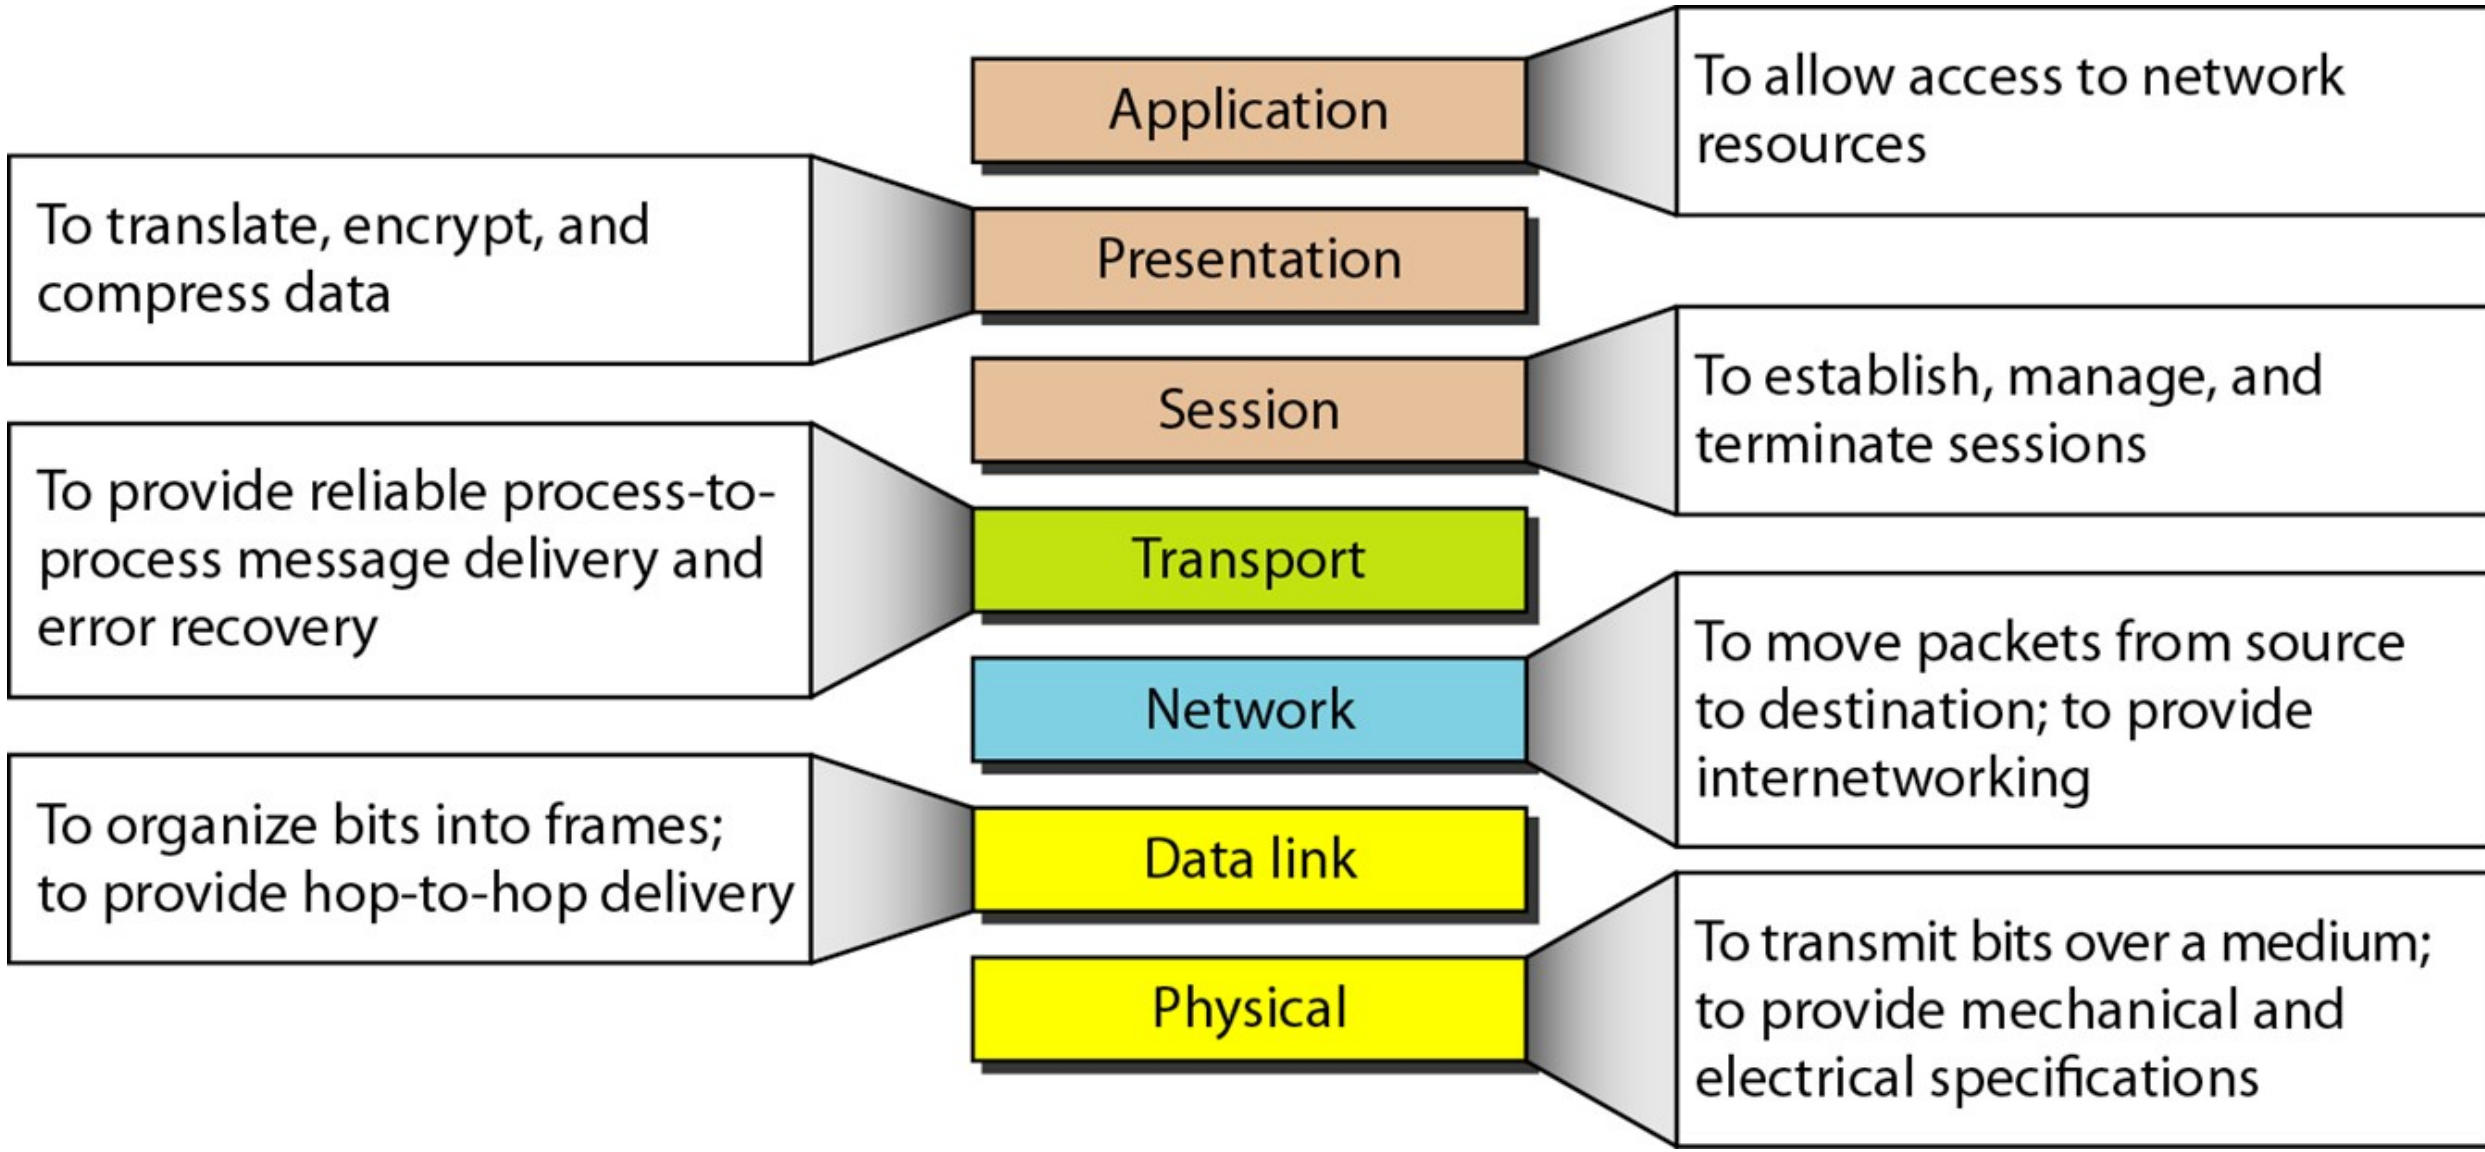 Application
To allow access to network
resources
To translate, encrypt, and
compress data
Presentation
Session
To establish, manage, and
terminate sessions
To provide reliable process-to-
process message delivery and
error recovery
Transport
Network
To move packets from source
to destination; to provide
internetworking
To organize bits into frames;
to provide hop-to-hop delivery
Data link
Physical
To transmit bits over a medium;
to provide mechanical and
electrical specifications